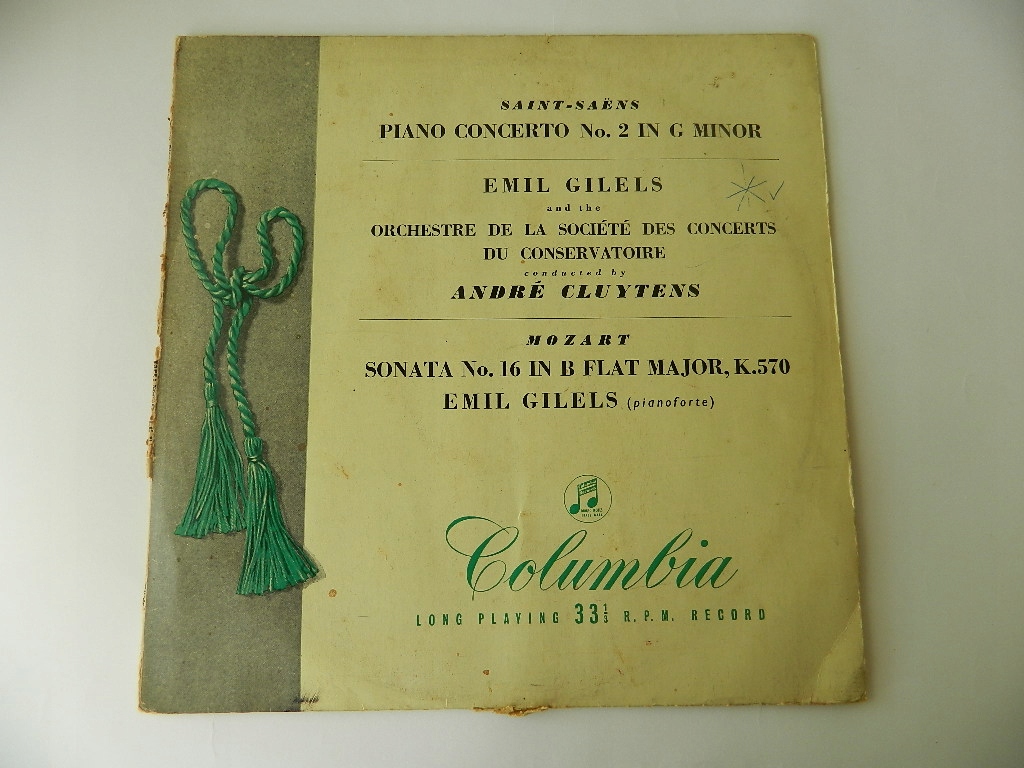 SAINT-SAËNS
PIANO CONCERTO No. 2 IN G MINOR
EMIL GILELS
and the
ORCHESTRE DE LA SOCIÉTÉ DES CONCERTS
DU CONSERVATOIRE
conducted by
ANDRÉ CLUYTENS
MOZART
SONATA No. 16 IN B FLAT MAJOR, K.570
EMIL GILELS (pianoforte)
Columbia
LONG PLAYING 33⅓ R.P.M. RECORD